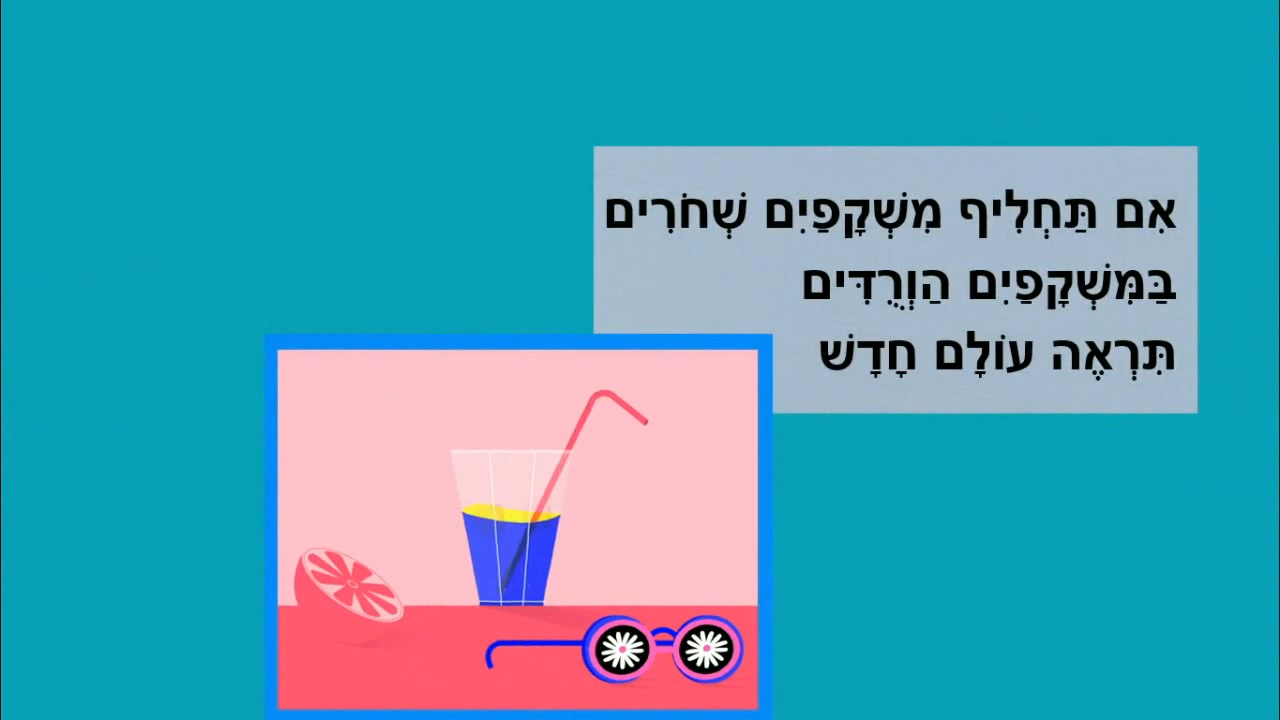 אִם תַּחְלִיף מִשְׁקָפַיִם שְׁחֹרִים
בַּמִּשְׁקָפַיִם הַוְּרֻדִּים
תִּרְאֶה עוֹלָם חָדָשׁ